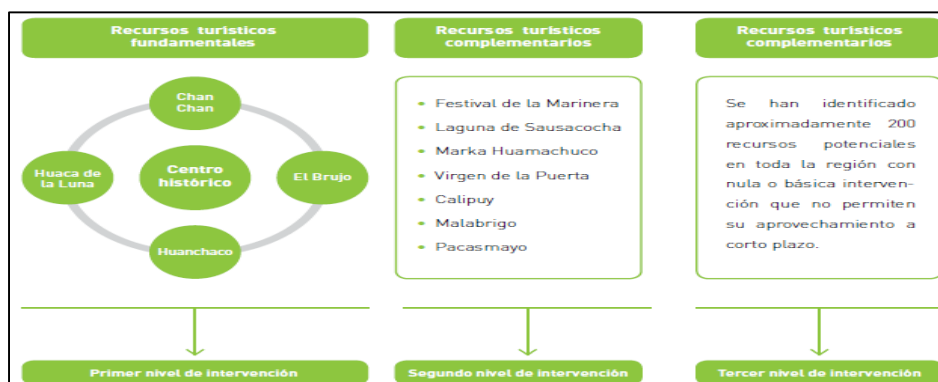 Recursos turísticos
fundamentales
Chan
Chan
Huaca de
la Luna
Centro
histórico
El Brujo
Huanchaco
Primer nivel de intervención
Recursos turísticos
complementarios
• Festival de la Marinera
• Laguna de Sausacocha
• Marka Huamachuco
• Virgen de la Puerta
• Calipuy
• Malabrigo
• Pacasmayo
Segundo nivel de intervención
Recursos turísticos
complementarios
Se han identificado
aproximadamente 200
recursos potenciales
en toda la región con
nula o básica interven-
ción que no permiten
su aprovechamiento a
corto plazo.
Tercer nivel de intervención